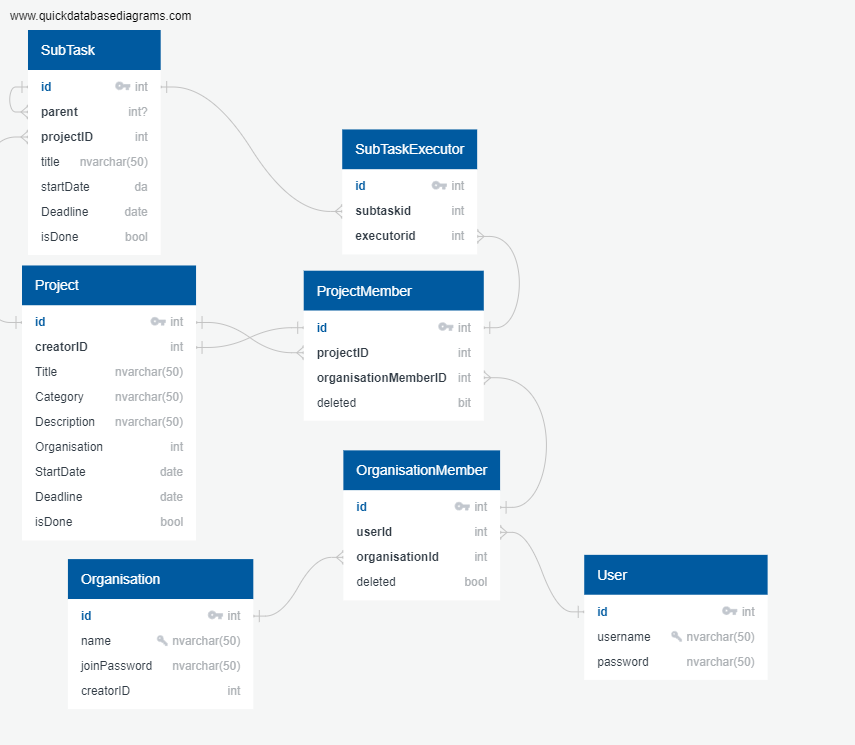 www.quickdatabasediagrams.com
SubTask
id int
parent int?
projectID int
title nvarchar(50)
startDate da
Deadline date
isDone bool
SubTaskExecutor
id int
subtaskid int
executorid int
Project
id int
creatorID int
Title nvarchar(50)
Category nvarchar(50)
Description nvarchar(50)
Organisation int
StartDate date
Deadline date
isDone bool
ProjectMember
id int
projectID int
organisationMemberID int
deleted bit
OrganisationMember
id int
userId int
organisationId int
deleted bool
Organisation
id int
name nvarchar(50)
joinPassword nvarchar(50)
creatorID int
User
id int
username nvarchar(50)
password nvarchar(50)